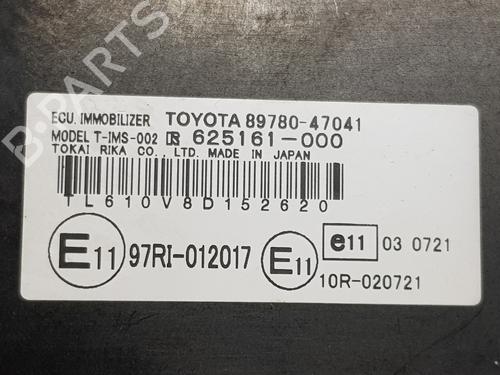 ECU. IMMOBILIZER TOYOTA 89780-47041
MODEL T-IMS-002 625161-000
TOKAI RIKA CO., LTD. MADE IN JAPAN
TL610V8D152620
E11 97RI-012017 E11 e11 03 0721
10R-020721
B-PARTS